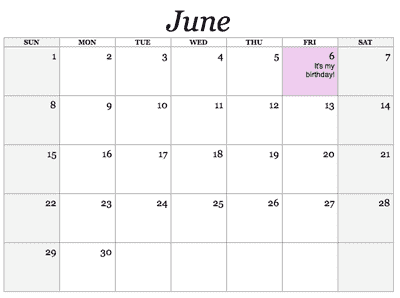 June
SUN MON TUE WED THU FRI SAT
1 2 3 4 5 6 7
It's my
birthday!
8 9 10 11 12 13 14
15 16 17 18 19 20 21
22 23 24 25 26 27 28
29 30